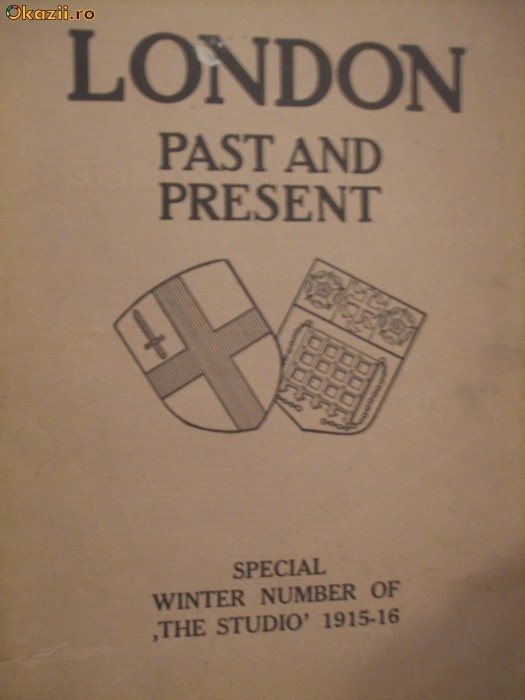 Okazii.ro
LONDON
PAST AND
PRESENT
SPECIAL
WINTER NUMBER OF
‚THE STUDIO’ 1915-16